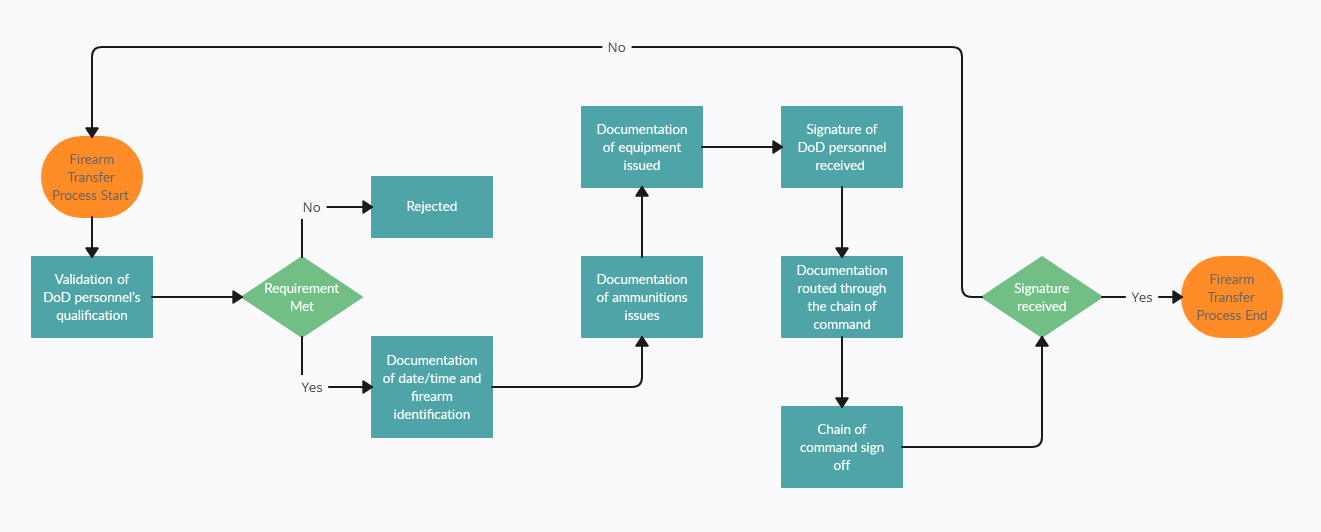 No
Firearm
Transfer
Process Start
Validation of
DoD personnel's
qualification
Requirement
Met
No
Rejected
Yes
Documentation
of date/time and
firearm
identification
Documentation
of ammunitions
issues
Documentation
of equipment
issued
Signature of
DoD personnel
received
Documentation
routed through
the chain of
command
Chain of
command sign
off
Signature
received
Yes
Firearm
Transfer
Process End